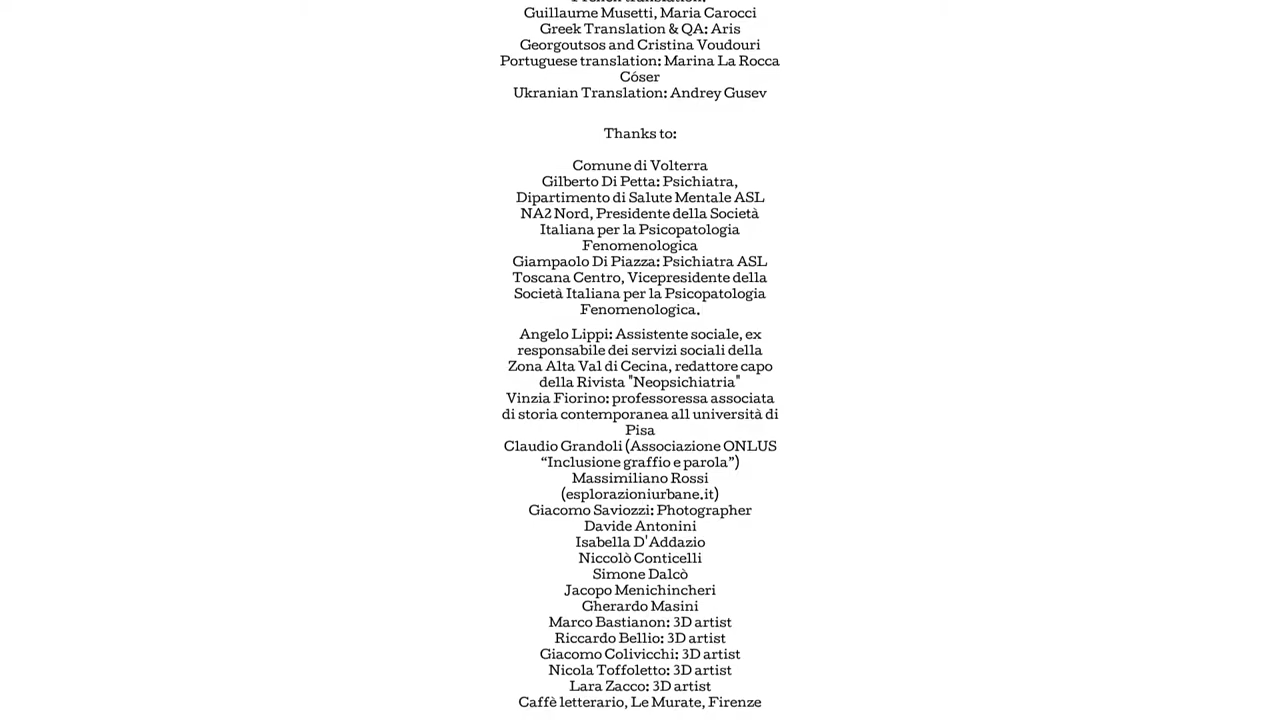 French translation:
Guillaume Musetti, Maria Carocci
Greek Translation & QA: Aris
Georgoutsos and Cristina Voudouri
Portuguese translation: Marina La Rocca
Cóser
Ukranian Translation: Andrey Gusev
Thanks to:
Comune di Volterra
Gilberto Di Petta: Psichiatra,
Dipartimento di Salute Mentale ASL
NA2 Nord, Presidente della Società
Italiana per la Psicopatologia
Fenomenologica
Giampaolo Di Piazza: Psichiatra ASL
Toscana Centro, Vicepresidente della
Società Italiana per la Psicopatologia
Fenomenologica.
Angelo Lippi: Assistente sociale, ex
responsabile dei servizi sociali della
Zona Alta Val di Cecina, redattore capo
della Rivista "Neopsichiatria"
Vinzia Fiorino: professoressa associata
di storia contemporanea all università di
Pisa
Claudio Grandoli (Associazione ONLUS
“Inclusione graffio e parola”)
Massimiliano Rossi
(esplorazioniurbane.it)
Giacomo Saviozzi: Photographer
Davide Antonini
Isabella D'Addazio
Niccolò Conticelli
Simone Dalcò
Jacopo Menichincheri
Gherardo Masini
Marco Bastianon: 3D artist
Riccardo Bellio: 3D artist
Giacomo Colivicchi: 3D artist
Nicola Toffoletto: 3D artist
Lara Zacco: 3D artist
Caffè letterario, Le Murate, Firenze